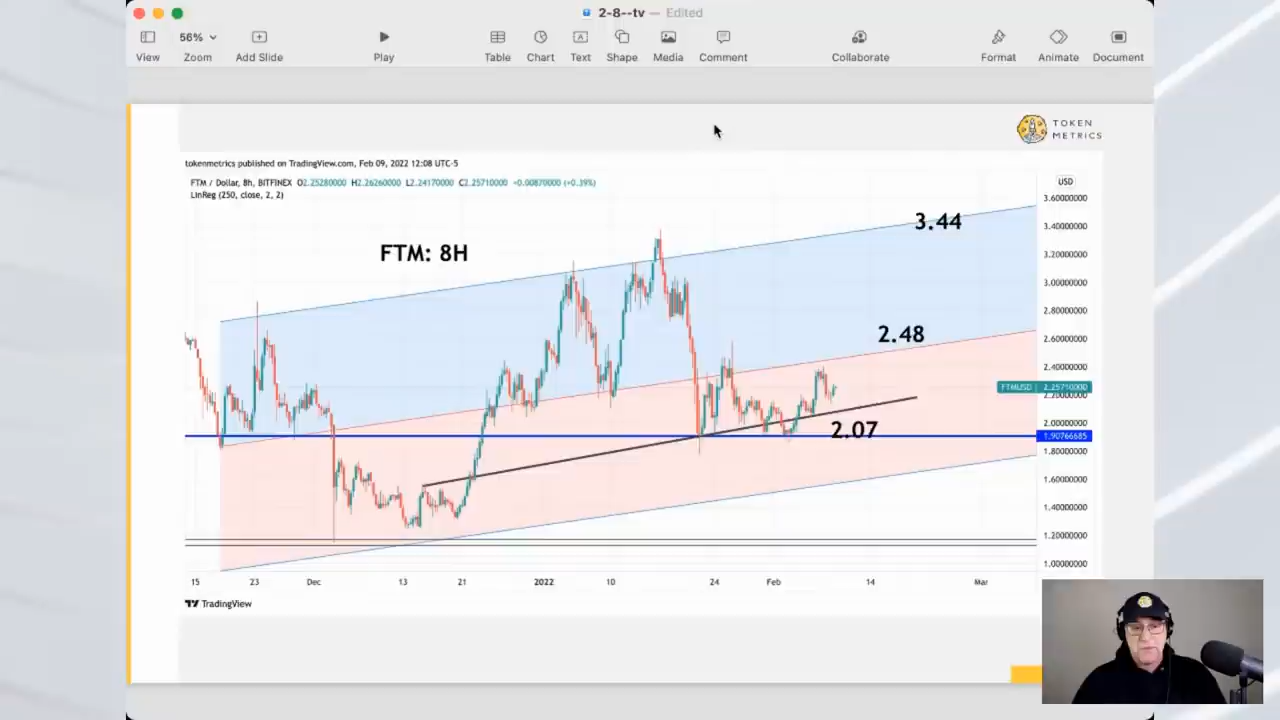 2-8--tv — Edited
56%
View Zoom Add Slide Play Table Chart Text Shape Media Comment Collaborate Format Animate Document
TOKEN
METRICS
tokenmetrics published on TradingView.com, Feb 09, 2022 12:08 UTC-5
FTM / Dollar, 8h, BITFINEX O2.25280000 H2.26260000 L2.24170000 C2.25710000 +0.00870000 (+0.39%)
LinReg (250, close, 2, 2)
USD
3.60000000
3.44
3.40000000
FTM: 8H
3.20000000
3.00000000
2.80000000
2.48
2.60000000
2.40000000
FTMUSD 2.25710000
2.20000000
2.07
2.00000000
1.90766685
1.80000000
1.60000000
1.40000000
1.20000000
1.00000000
15 23 Dec 13 21 2022 10 24 Feb 14 Mar
TradingView